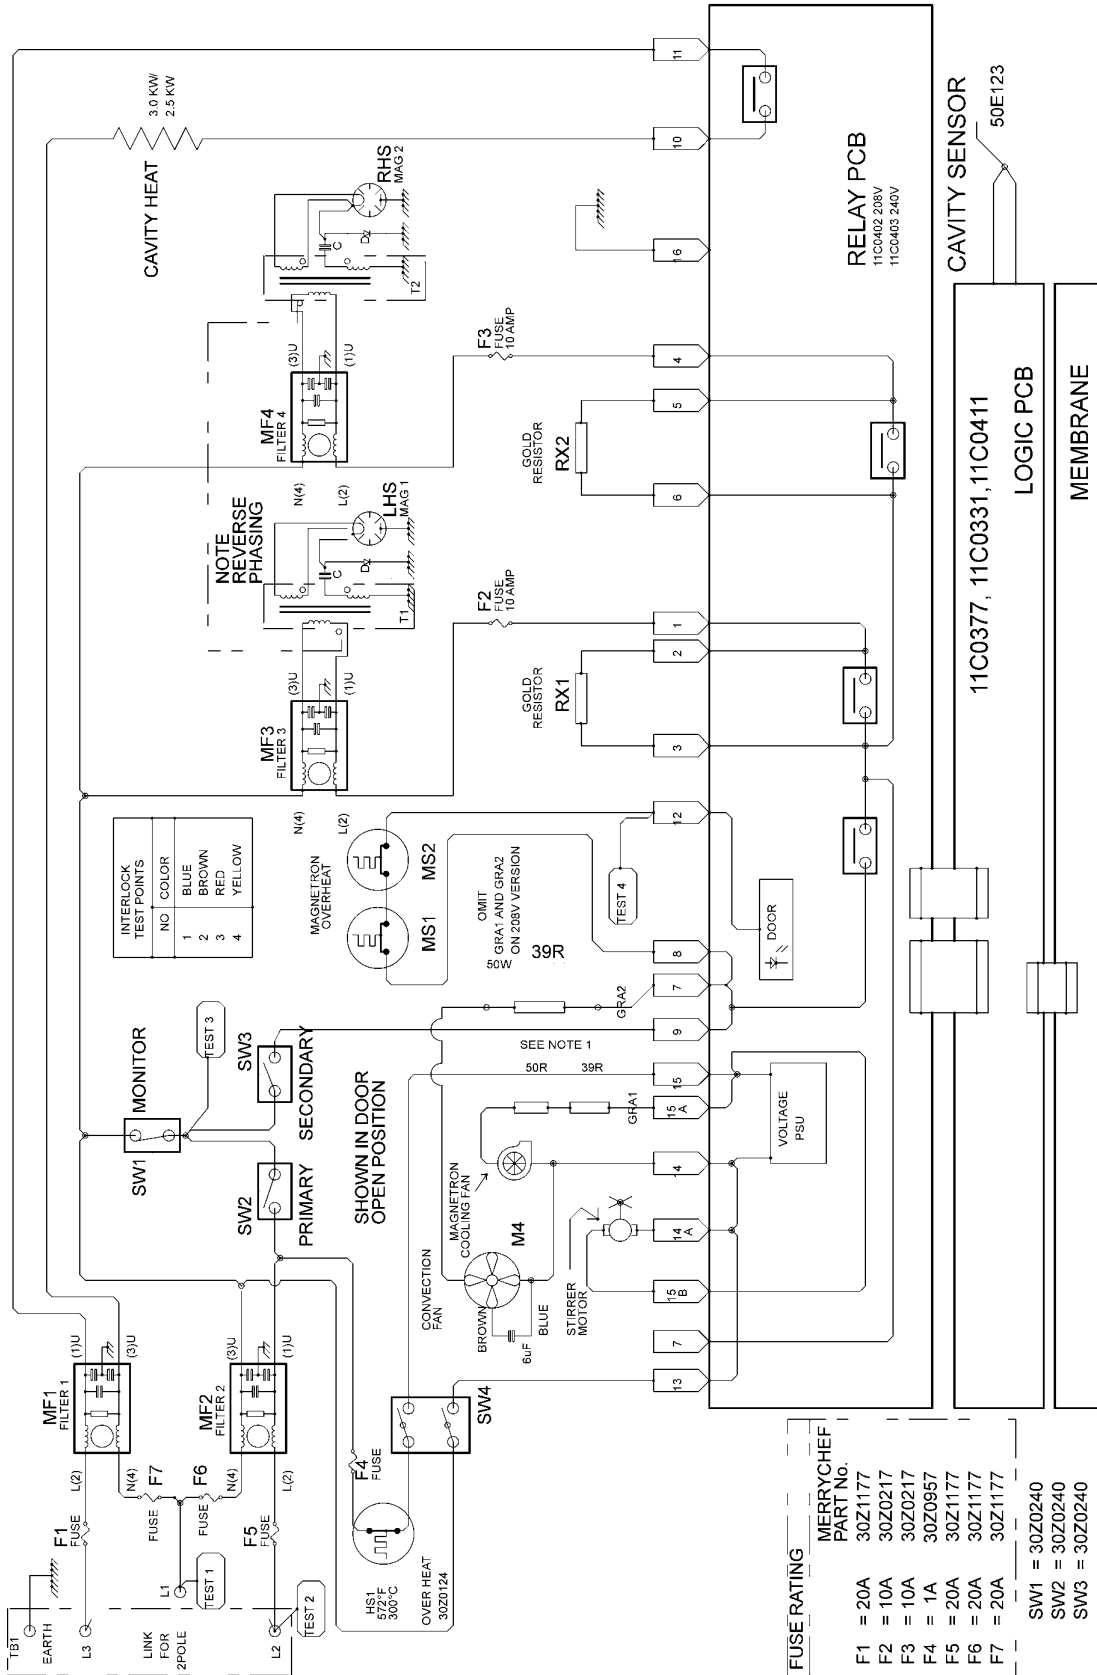 CAVITY HEAT
3.0 KW/
2.5 KW
11
10
16
4
5
6
1
2
3
12
8
7
9
15
15
A
14
14
A
15
B
7
13
RHS
MAG 2
T2
C
D
(3)U
(1)U
MF4
FILTER 4
N(4)
L(2)
NOTE
REVERSE
PHASING
LHS
MAG 1
T1
C
D
(3)U
(1)U
MF3
FILTER 3
N(4)
L(2)
F3
FUSE
10 AMP
F2
FUSE
10 AMP
GOLD
RESISTOR
RX2
GOLD
RESISTOR
RX1
INTERLOCK
TEST POINTS
NO COLOR
1 BLUE
2 BROWN
3 RED
4 YELLOW
MAGNETRON
OVERHEAT
MS2
MS1
OMIT
GRA1 AND GRA2
ON 208V VERSION
50W
39R
TEST 4
DOOR
GRA2
SEE NOTE 1
50R 39R
GRA1
TEST 3
MONITOR
SW1
SW3
SECONDARY
SW2
PRIMARY
SHOWN IN DOOR
OPEN POSITION
MAGNETRON
COOLING FAN
M4
CONVECTION
FAN
BROWN
BLUE
6uF
STIRRER
MOTOR
VOLTAGE
PSU
MF1
FILTER 1
(1)U
(3)U
L(2)
N(4)
MF2
FILTER 2
(3)U
(1)U
N(4)
L(2)
F7
FUSE
F6
FUSE
F1
FUSE
F5
FUSE
F4
FUSE
SW4
HS1
572°F
300°C
OVER HEAT
30Z0124
TB1
EARTH
L3
LINK
FOR
2POLE
L2
L1
TEST 1
TEST 2
RELAY PCB
11C0402 208V
11C0403 240V
CAVITY SENSOR
50E123
11C0377, 11C0331,11C0411
LOGIC PCB
MEMBRANE
FUSE RATING
MERRYCHEF
PART No.
F1 = 20A 30Z1177
F2 = 10A 30Z0217
F3 = 10A 30Z0217
F4 = 1A 30Z0957
F5 = 20A 30Z1177
F6 = 20A 30Z1177
F7 = 20A 30Z1177
SW1 = 30Z0240
SW2 = 30Z0240
SW3 = 30Z0240